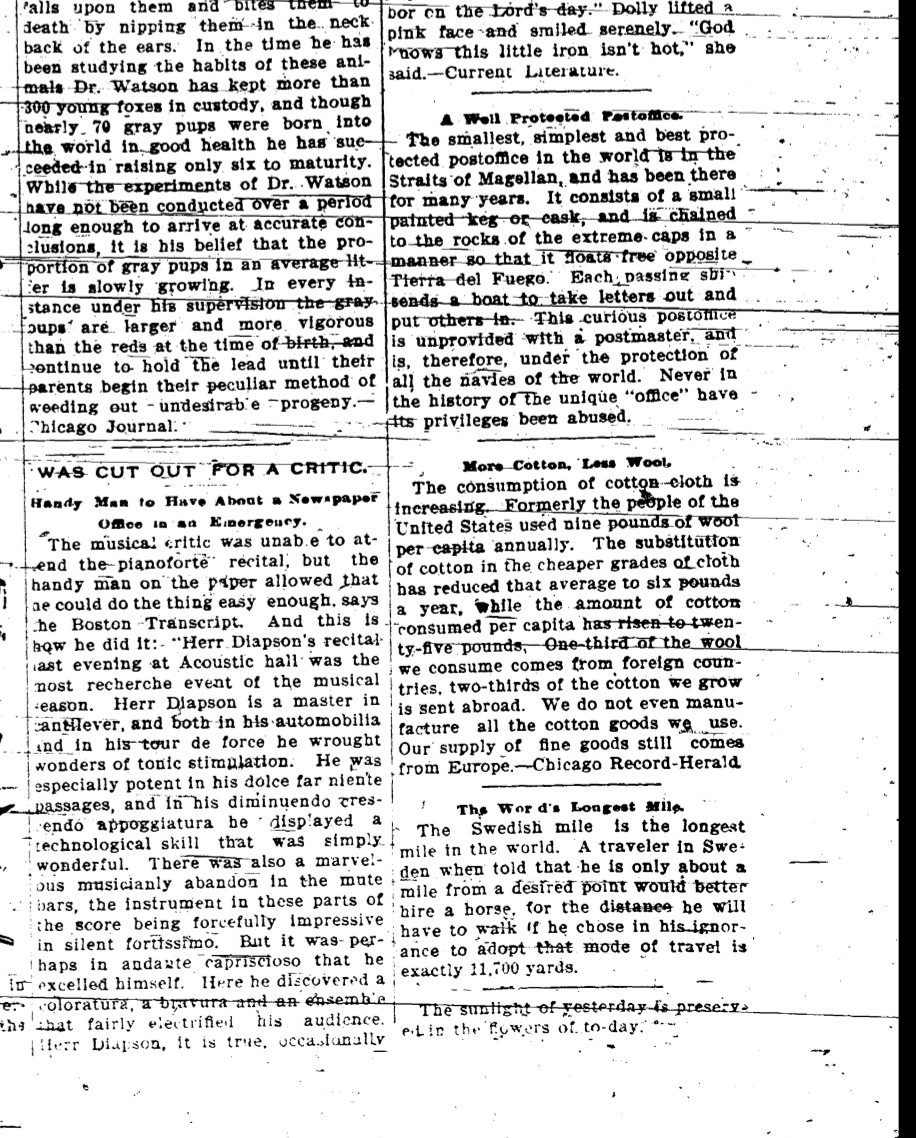 'alls upon them and bites them to
death by nipping them in the neck
back of the ears. In the time he has
been studying the habits of these ani-
mals Dr. Watson has kept more than
300 young foxes in custody, and though
nearly 70 gray pups were born into
the world in good health he has suc-
ceeded in raising only six to maturity.
While the experiments of Dr. Watson
have not been conducted over a period
long enough to arrive at accurate con-
clusions, it is his belief that the pro-
portion of gray pups in an average lit-
er is slowly growing. In every in-
stance under his supervision the gray
pups are larger and more vigorous
than the reds at the time of birth, and
continue to hold the lead until their
parents begin their peculiar method of
weeding out undesirab e progeny.—
Chicago Journal.
WAS CUT OUT FOR A CRITIC.
Handy Man to Have About a Newspaper
Office in an Emergency.
The musical critic was unab e to at-
end the pianoforte recital, but the
handy man on the paper allowed that
he could do the thing easy enough, says
he Boston Transcript. And this is
how he did it: "Herr Diapson's recital
last evening at Acoustic hall was the
most recherche event of the musical
eason. Herr Diapson is a master in
cantilever, and both in his automobilia
and in his tour de force he wrought
wonders of tonic stimulation. He was
especially potent in his dolce far niente
passages, and in his diminuendo cres-
endo appoggiatura he displayed a
technological skill that was simply
wonderful. There was also a marvel-
ous musicianly abandon in the mute
bars, the instrument in these parts of
the score being forcefully impressive
in silent fortissimo. But it was per-
haps in andante capriscioso that he
excelled himself. Here he discovered a
oloratura, a bravura and an ensemble
that fairly electrified his audience.
Herr Diapson, it is true, occasionally
bor on the Lord's day." Dolly lifted a
pink face and smiled serenely. "God
knows this little iron isn't hot," she
said.—Current Literature.
A Well Protected Postoffice.
The smallest, simplest and best pro-
tected postoffice in the world is in the
Straits of Magellan, and has been there
for many years. It consists of a small
painted keg or cask, and is chained
to the rocks of the extreme caps in a
manner so that it floats free opposite
Tierra del Fuego. Each passing ship
sends a boat to take letters out and
put others in. This curious postoffice
is unprovided with a postmaster, and
is, therefore, under the protection of
all the navies of the world. Never in
the history of the unique "office" have
its privileges been abused.
More Cotton, Less Wool.
The consumption of cotton cloth is
increasing. Formerly the people of the
United States used nine pounds of wool
per capita annually. The substitution
of cotton in the cheaper grades of cloth
has reduced that average to six pounds
a year, while the amount of cotton
consumed per capita has risen to twen-
ty-five pounds. One-third of the wool
we consume comes from foreign coun-
tries, two-thirds of the cotton we grow
is sent abroad. We do not even manu-
facture all the cotton goods we use.
Our supply of fine goods still comes
from Europe.—Chicago Record-Herald
The Wor d's Longest Mile.
The Swedish mile is the longest
mile in the world. A traveler in Swe-
den when told that he is only about a
mile from a desired point would better
hire a horse, for the distance he will
have to walk if he chose in his ignor-
ance to adopt that mode of travel is
exactly 11,700 yards.
The sunlight of yesterday is preserv-
ed in the flowers of to-day.